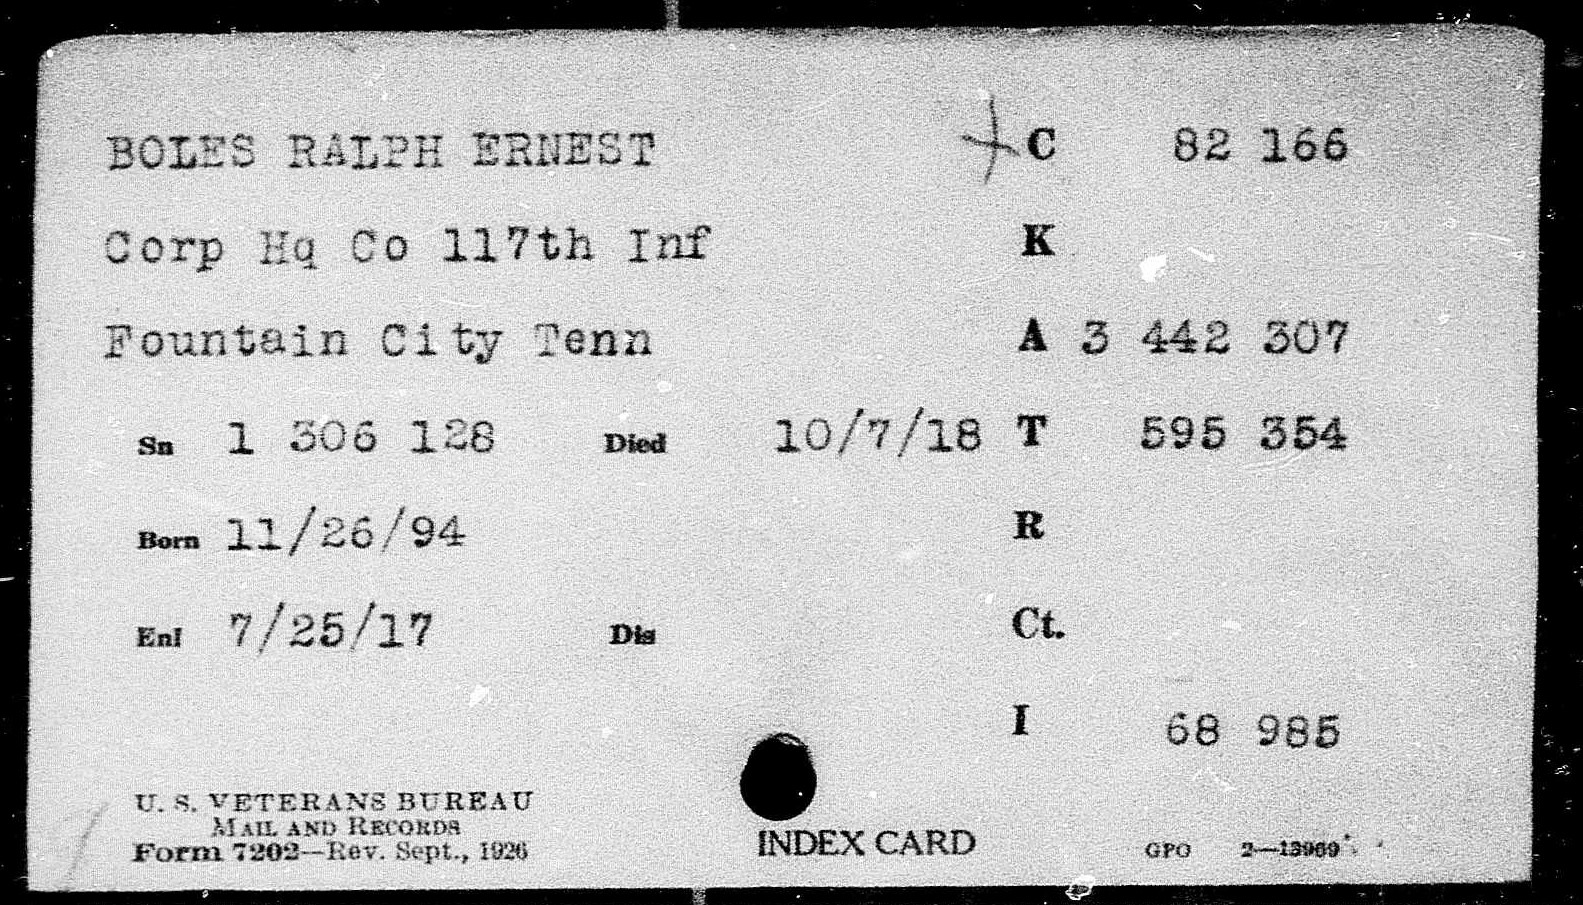 BOLES RALPH ERNEST C 82 166
Corp Hq Co 117th Inf K
Fountain City Tenn A 3 442 307
Sn 1 306 128 Died 10/7/18 T 595 354
Born 11/26/94 R
Enl 7/25/17 Dis Ct.
I 68 985
U. S. VETERANS BUREAU
MAIL AND RECORDS
Form 7202—Rev. Sept., 1926
INDEX CARD
GPO 2—13969